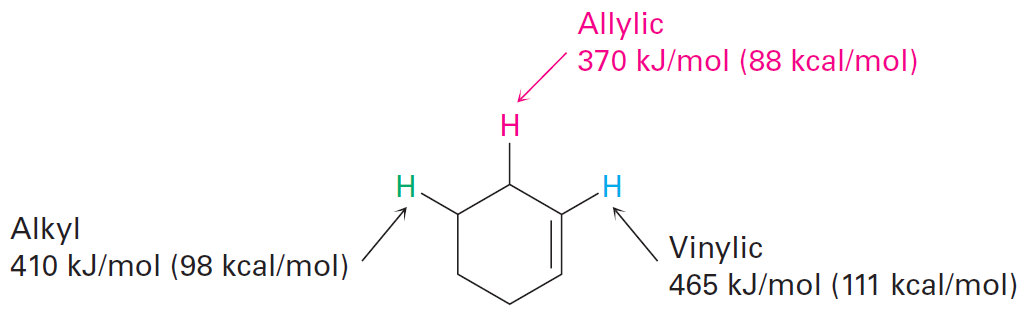 Allylic
370 kJ/mol (88 kcal/mol)
H
H
H
Alkyl
410 kJ/mol (98 kcal/mol)
Vinylic
465 kJ/mol (111 kcal/mol)